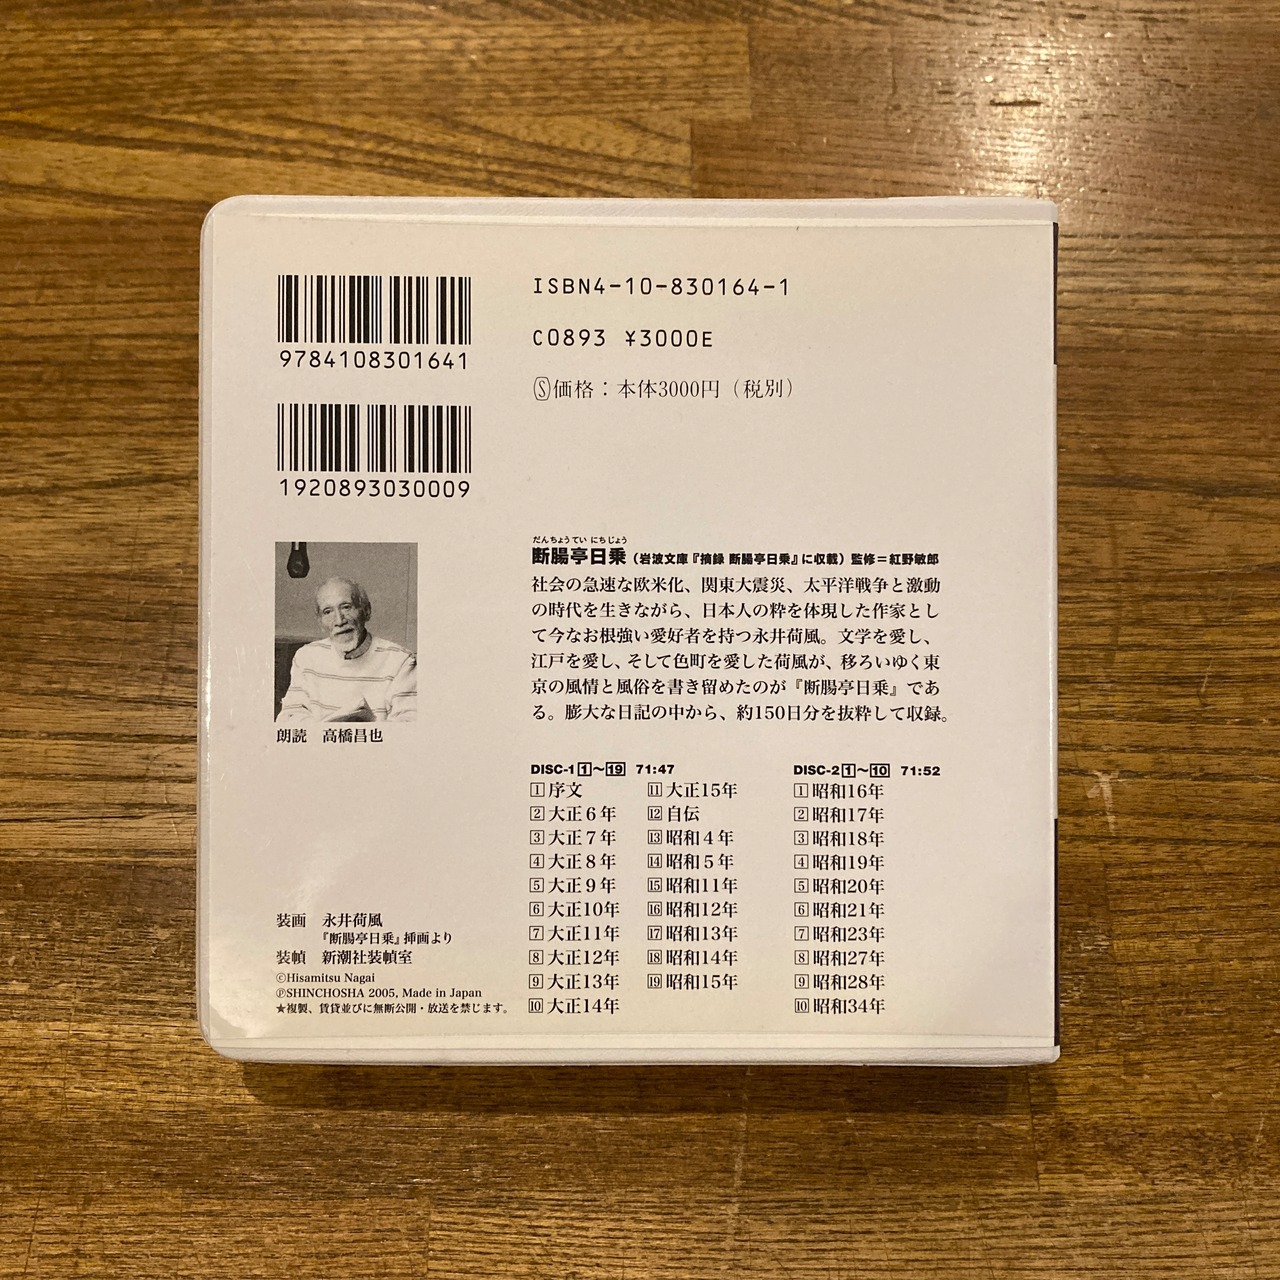 9784108301641
1920893030009
ISBN4-10-830164-1
C0893 ¥3000E
Ⓢ価格：本体3000円（税別）
朗読　高橋昌也
だんちょうてい にちじょう
断腸亭日乗（岩波文庫『摘録 断腸亭日乗』に収載）監修＝紅野敏郎
社会の急速な欧米化、関東大震災、太平洋戦争と激動
の時代を生きながら、日本人の粋を体現した作家とし
て今なお根強い愛好者を持つ永井荷風。文学を愛し、
江戸を愛し、そして色町を愛した荷風が、移ろいゆく東
京の風情と風俗を書き留めたのが『断腸亭日乗』であ
る。膨大な日記の中から、約150日分を抜粋して収録。
DISC-1 1～19 71:47
1 序文
2 大正6年
3 大正7年
4 大正8年
5 大正9年
6 大正10年
7 大正11年
8 大正12年
9 大正13年
10 大正14年
11 大正15年
12 自伝
13 昭和4年
14 昭和5年
15 昭和11年
16 昭和12年
17 昭和13年
18 昭和14年
19 昭和15年
DISC-2 1～10 71:52
1 昭和16年
2 昭和17年
3 昭和18年
4 昭和19年
5 昭和20年
6 昭和21年
7 昭和23年
8 昭和27年
9 昭和28年
10 昭和34年
装画　永井荷風
『断腸亭日乗』挿画より
装幀　新潮社装幀室
©Hisamitsu Nagai
℗SHINCHOSHA 2005, Made in Japan
★複製、賃貸並びに無断公開・放送を禁じます。